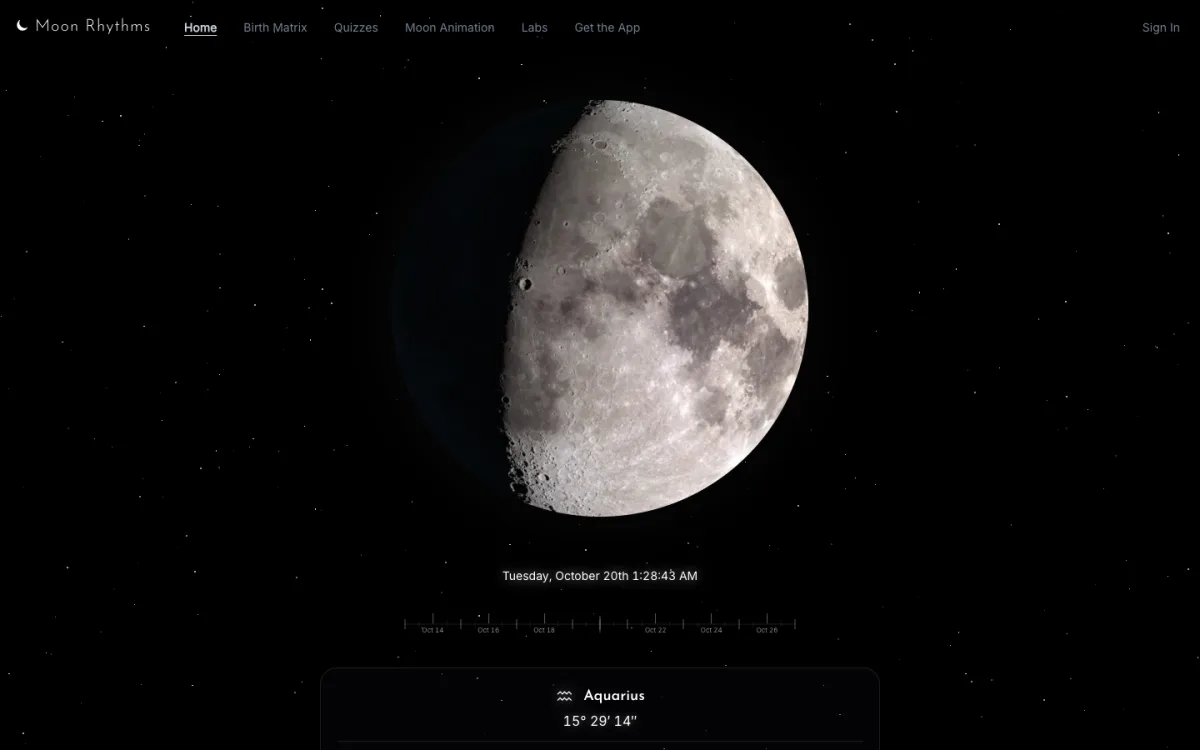 Moon Rhythms Home Birth Matrix Quizzes Moon Animation Labs Get the App Sign In
Tuesday, October 20th 1:28:43 AM
Oct 14 Oct 16 Oct 18 Oct 22 Oct 24 Oct 26
♒ Aquarius
15° 29′ 14″